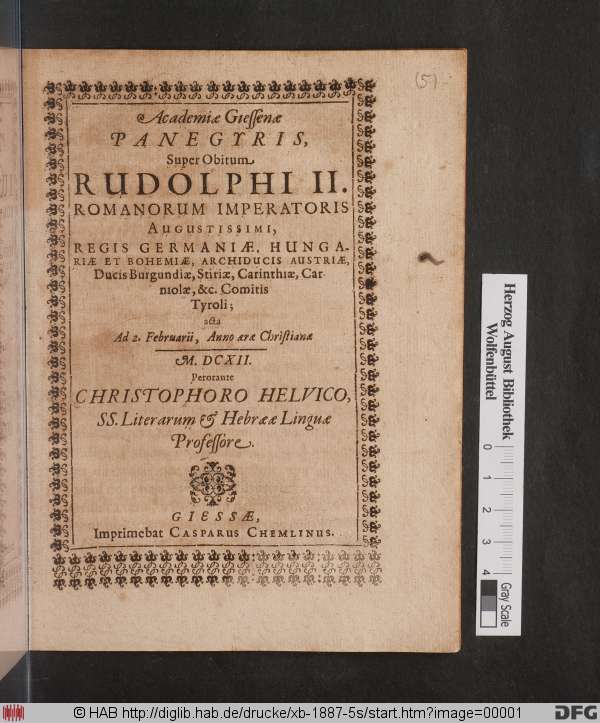 (5)
Academiæ Giessenæ
PANEGYRIS,
Super Obitum
RUDOLPHI II.
ROMANORUM IMPERATORIS
AUGUSTISSIMI,
REGIS GERMANIÆ, HUNGA-
RIÆ ET BOHEMIÆ, ARCHIDUCIS AUSTRIÆ,
Ducis Burgundiæ, Stiriæ, Carinthiæ, Car-
niolæ, &c. Comitis
Tyroli;
acta
Ad 2. Februarii, Anno æræ Christianæ
M. DCXII.
Perorante
CHRISTOPHORO HELVICO,
SS. Literarum & Hebrææ Linguæ
Professore.
GIESSÆ,
Imprimebat CASPARUS CHEMLINUS.
Herzog August Bibliothek
Wolfenbüttel
0 1 2 3 4
Gray Scale
© HAB http://diglib.hab.de/drucke/xb-1887-5s/start.htm?image=00001
DFG